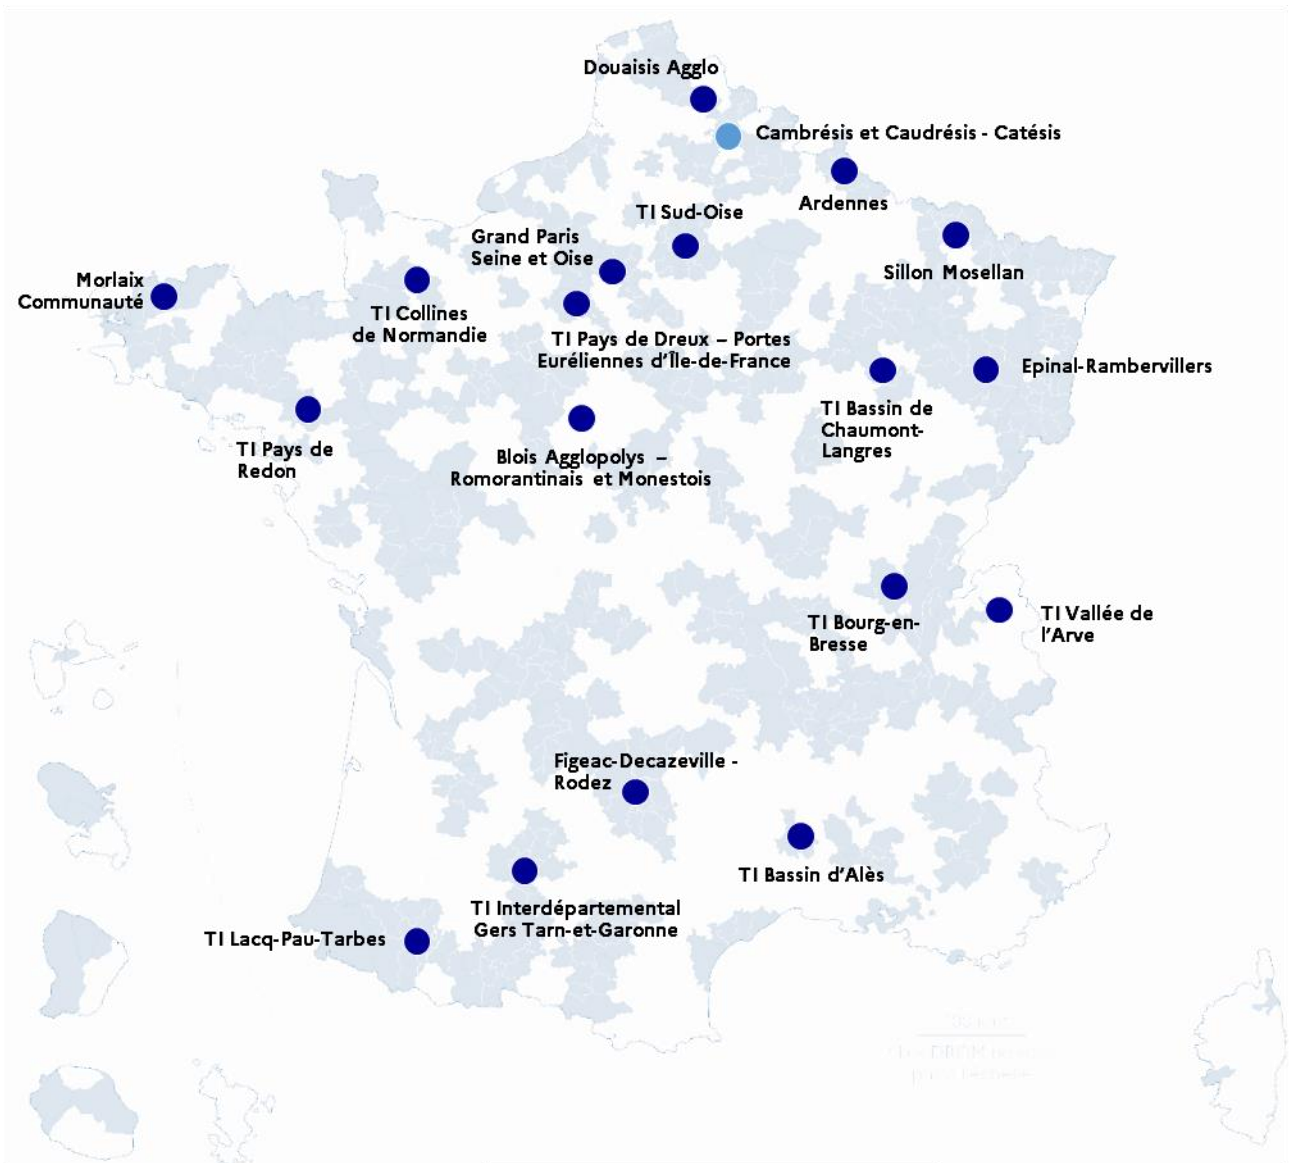 Douaisis Agglo
Cambrésis et Caudrésis - Catésis
Ardennes
TI Sud-Oise
Grand Paris
Seine et Oise
Sillon Mosellan
Morlaix
Communauté
TI Collines
de Normandie
TI Pays de Dreux – Portes
Euréliennes d'Île-de-France
Epinal-Rambervillers
TI Bassin de
Chaumont-
Langres
TI Pays de
Redon
Blois Agglopolys –
Romorantinais et Monestois
TI Bourg-en-
Bresse
TI Vallée de
l'Arve
Figeac-Decazeville -
Rodez
TI Bassin d'Alès
TI Interdépartemental
Gers Tarn-et-Garonne
TI Lacq-Pau-Tarbes